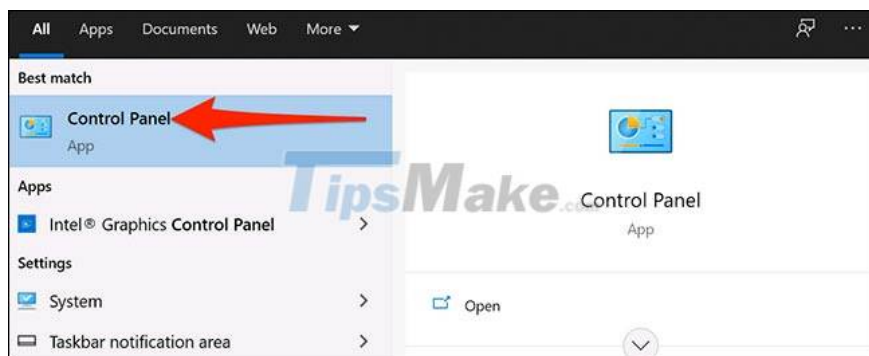 All Apps Documents Web More
Best match
Control Panel
App
Apps
Intel® Graphics Control Panel
Settings
System
Taskbar notification area
TipsMake.com
Control Panel
App
Open